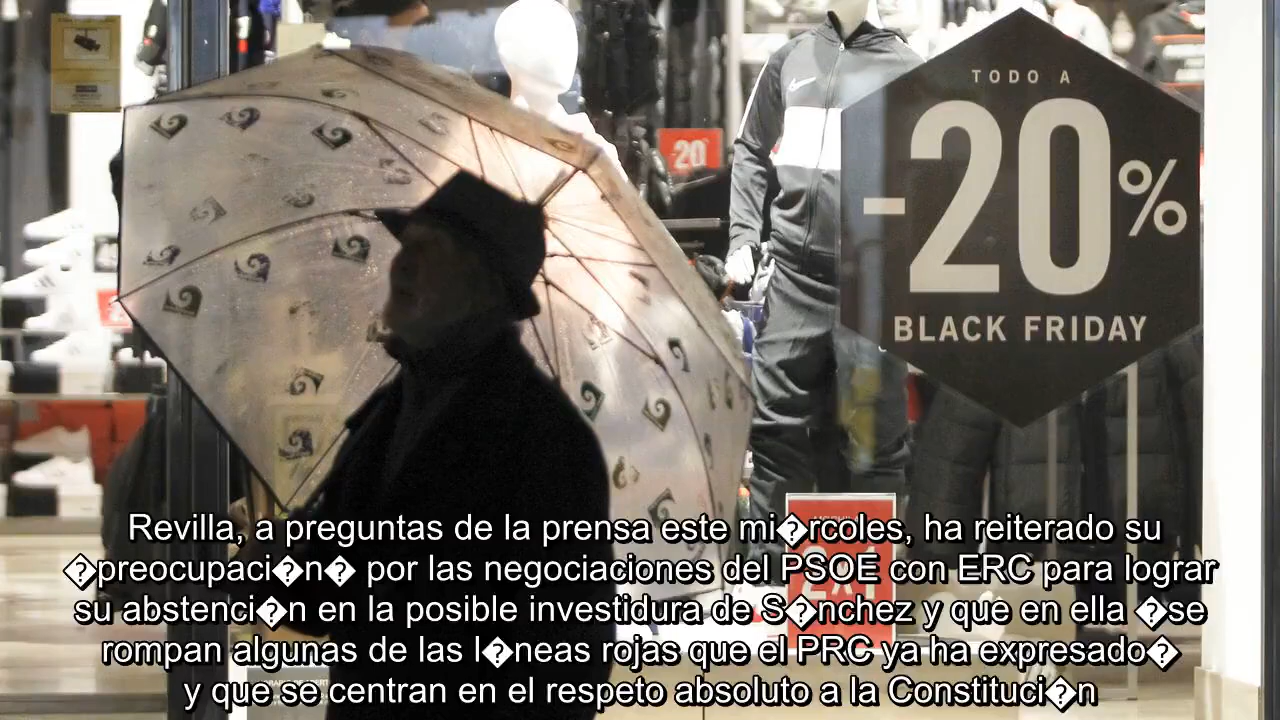 TODO A
-20%
BLACK FRIDAY
-20
2x1
Revilla, a preguntas de la prensa este mi�rcoles, ha reiterado su
�preocupaci�n� por las negociaciones del PSOE con ERC para lograr
su abstenci�n en la posible investidura de S�nchez y que en ella �se
rompan algunas de las l�neas rojas que el PRC ya ha expresado�
y que se centran en el respeto absoluto a la Constituci�n